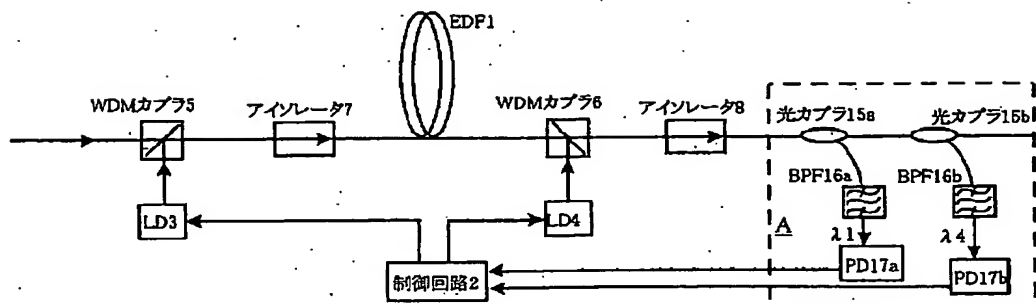 EDF1
WDMカプラ5
アイソレータ7
WDMカプラ6
アイソレータ8
光カプラ15a
光カプラ15b
BPF16a
BPF16b
LD3
LD4
A
λ1
λ4
制御回路2
PD17a
PD17b